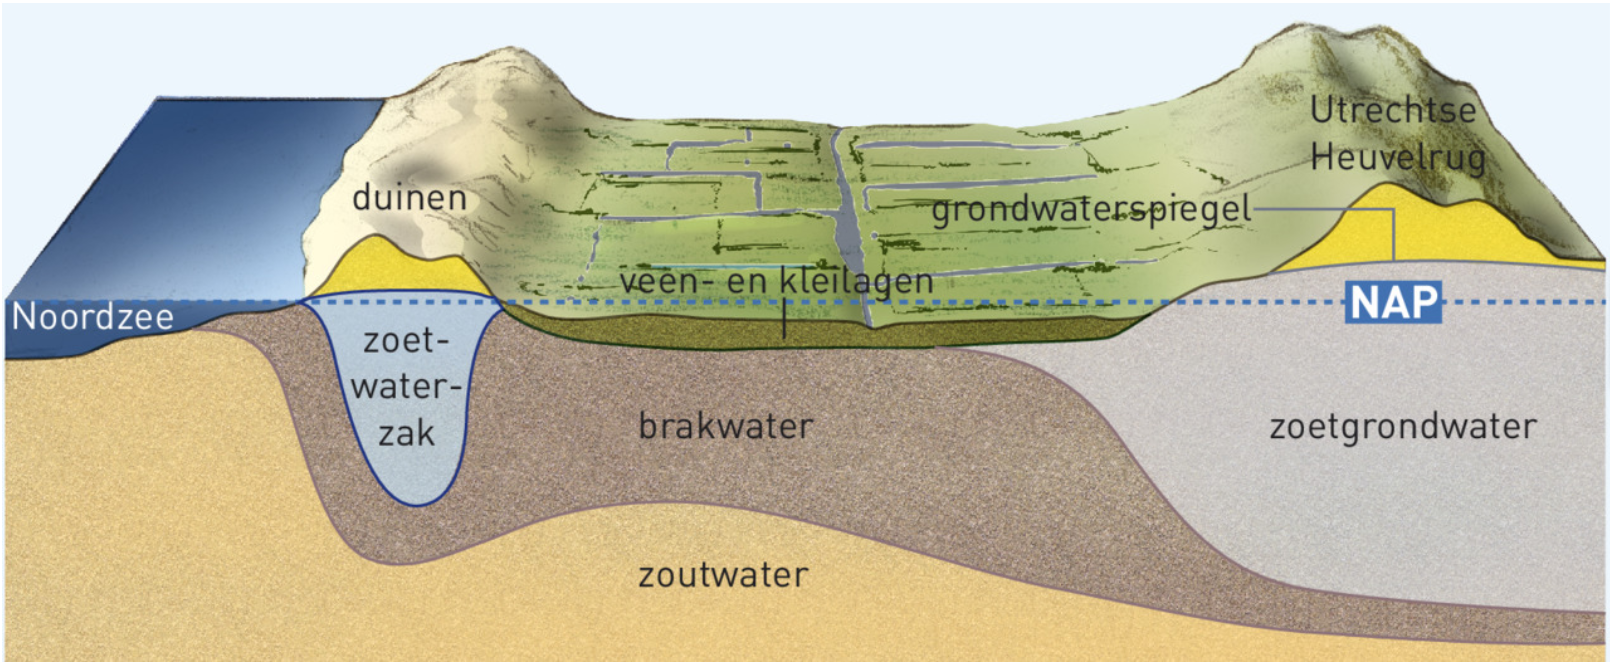 Utrechtse
Heuvelrug
duinen
grondwaterspiegel
veen- en kleilagen
NAP
Noordzee
zoet-
water-
zak
brakwater
zoetgrondwater
zoutwater